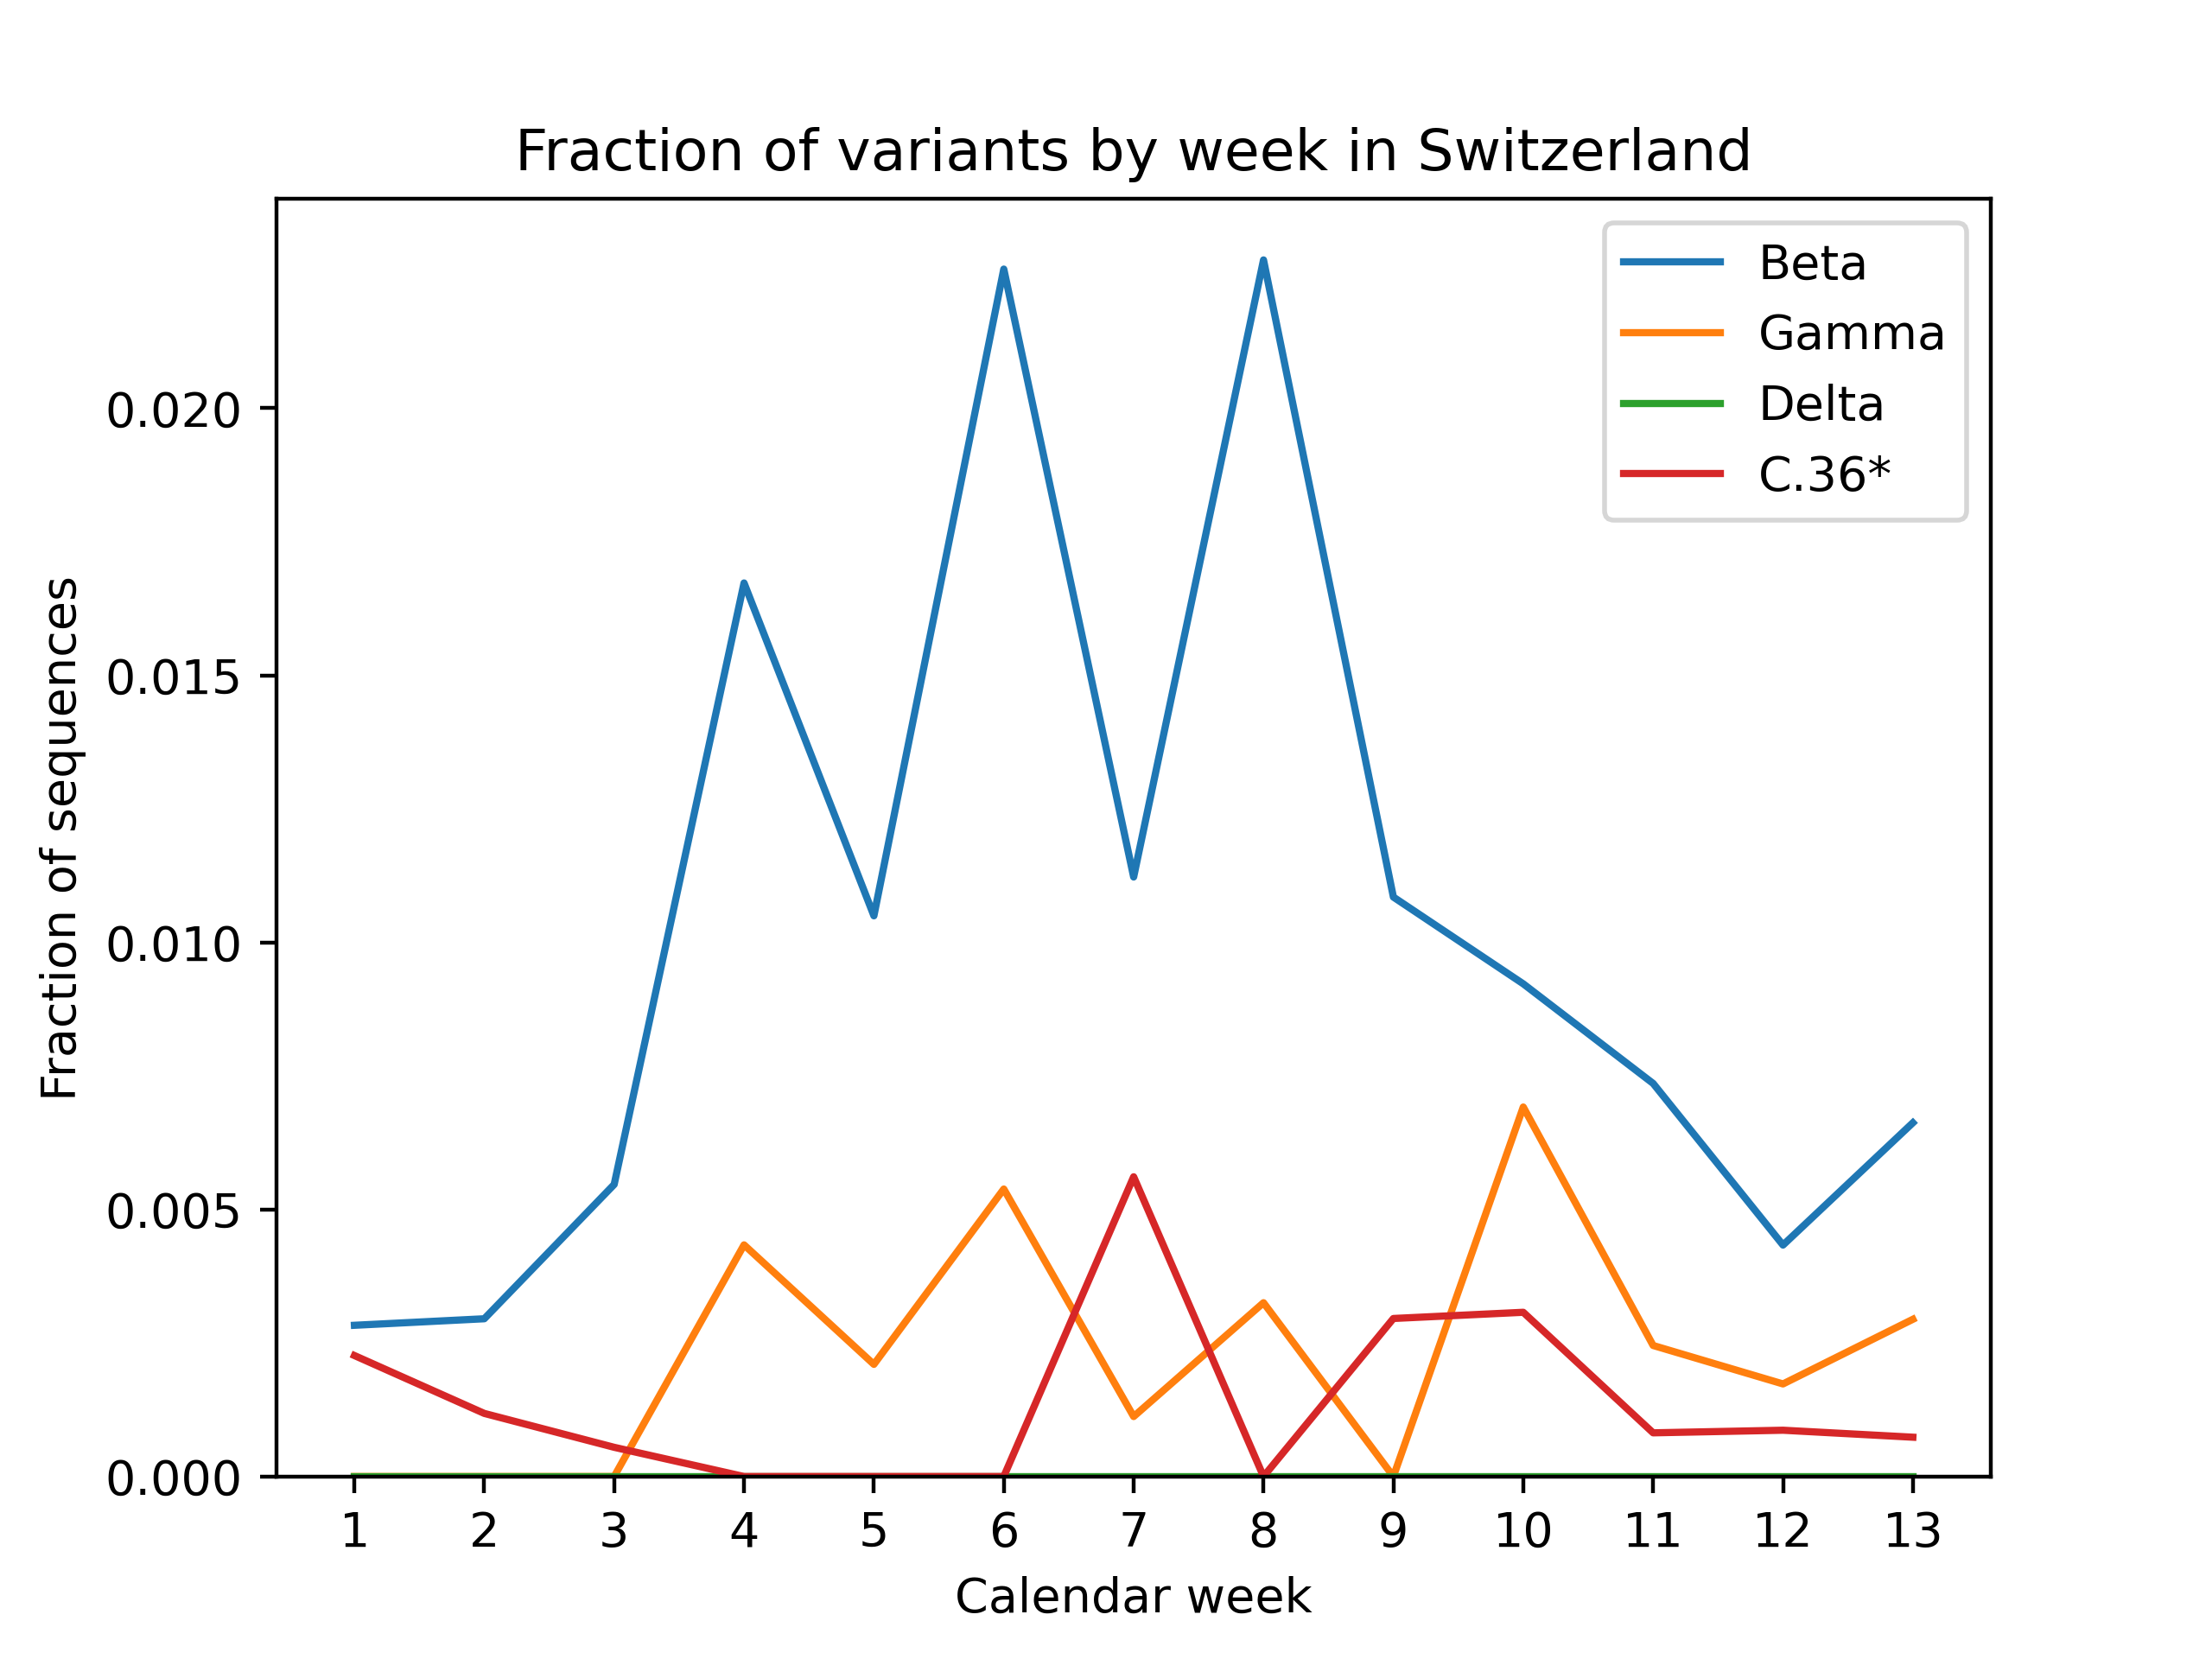 Fraction of variants by week in Switzerland
Beta
Gamma
Delta
C.36*
Fraction of sequences
0.020
0.015
0.010
0.005
0.000
1 2 3 4 5 6 7 8 9 10 11 12 13
Calendar week